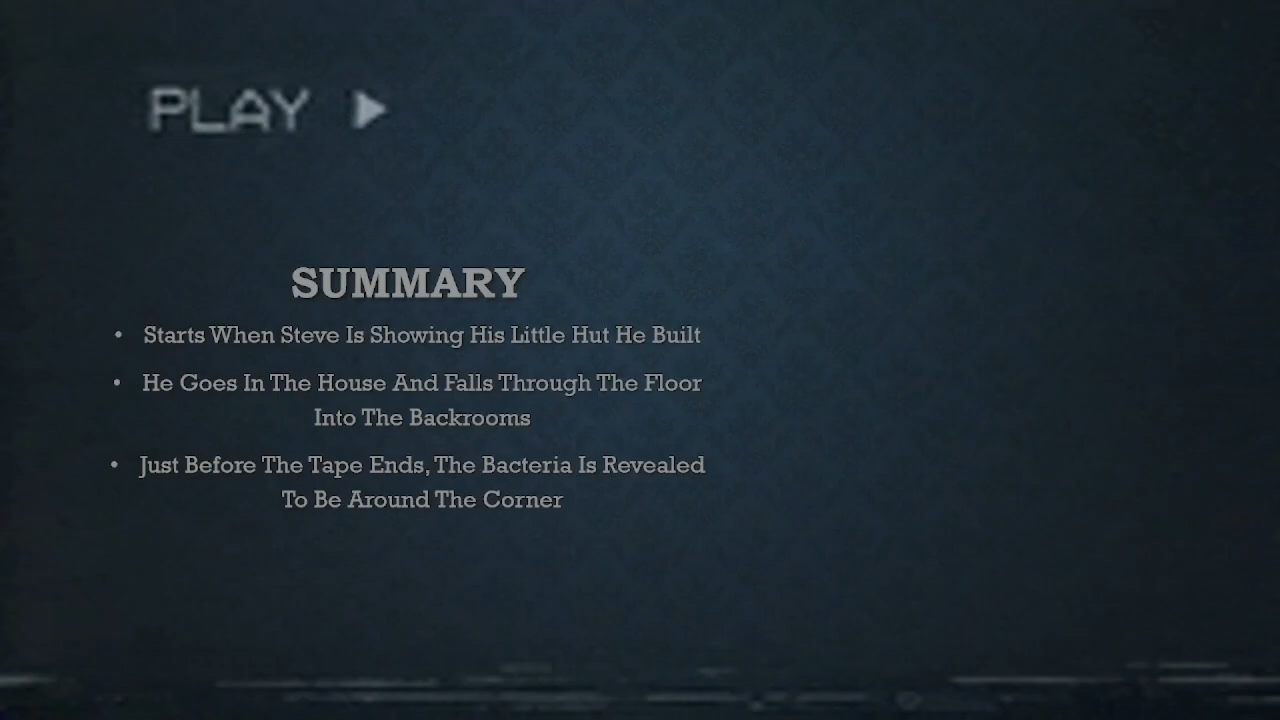 PLAY ▶
SUMMARY
• Starts When Steve Is Showing His Little Hut He Built
• He Goes In The House And Falls Through The Floor
Into The Backrooms
• Just Before The Tape Ends, The Bacteria Is Revealed
To Be Around The Corner